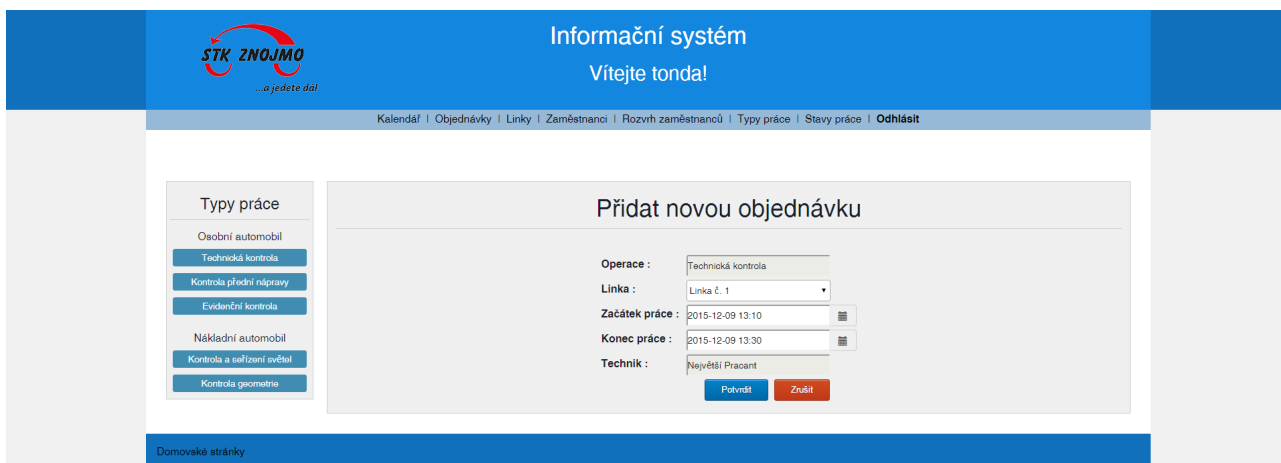 STK ZNOJMO
...a jedete dál
Informační systém
Vítejte tonda!
Kalendář | Objednávky | Linky | Zaměstnanci | Rozvrh zaměstnanců | Typy práce | Stavy práce | Odhlásit
Typy práce
Osobní automobil
Technická kontrola
Kontrola přední nápravy
Evidenční kontrola
Nákladní automobil
Kontrola a seřízení světel
Kontrola geometrie
Přidat novou objednávku
Operace : Technická kontrola
Linka : Linka č. 1
Začátek práce : 2015-12-09 13:10
Konec práce : 2015-12-09 13:30
Technik : Největší Pracant
Potvrdit Zrušit
Domovské stránky